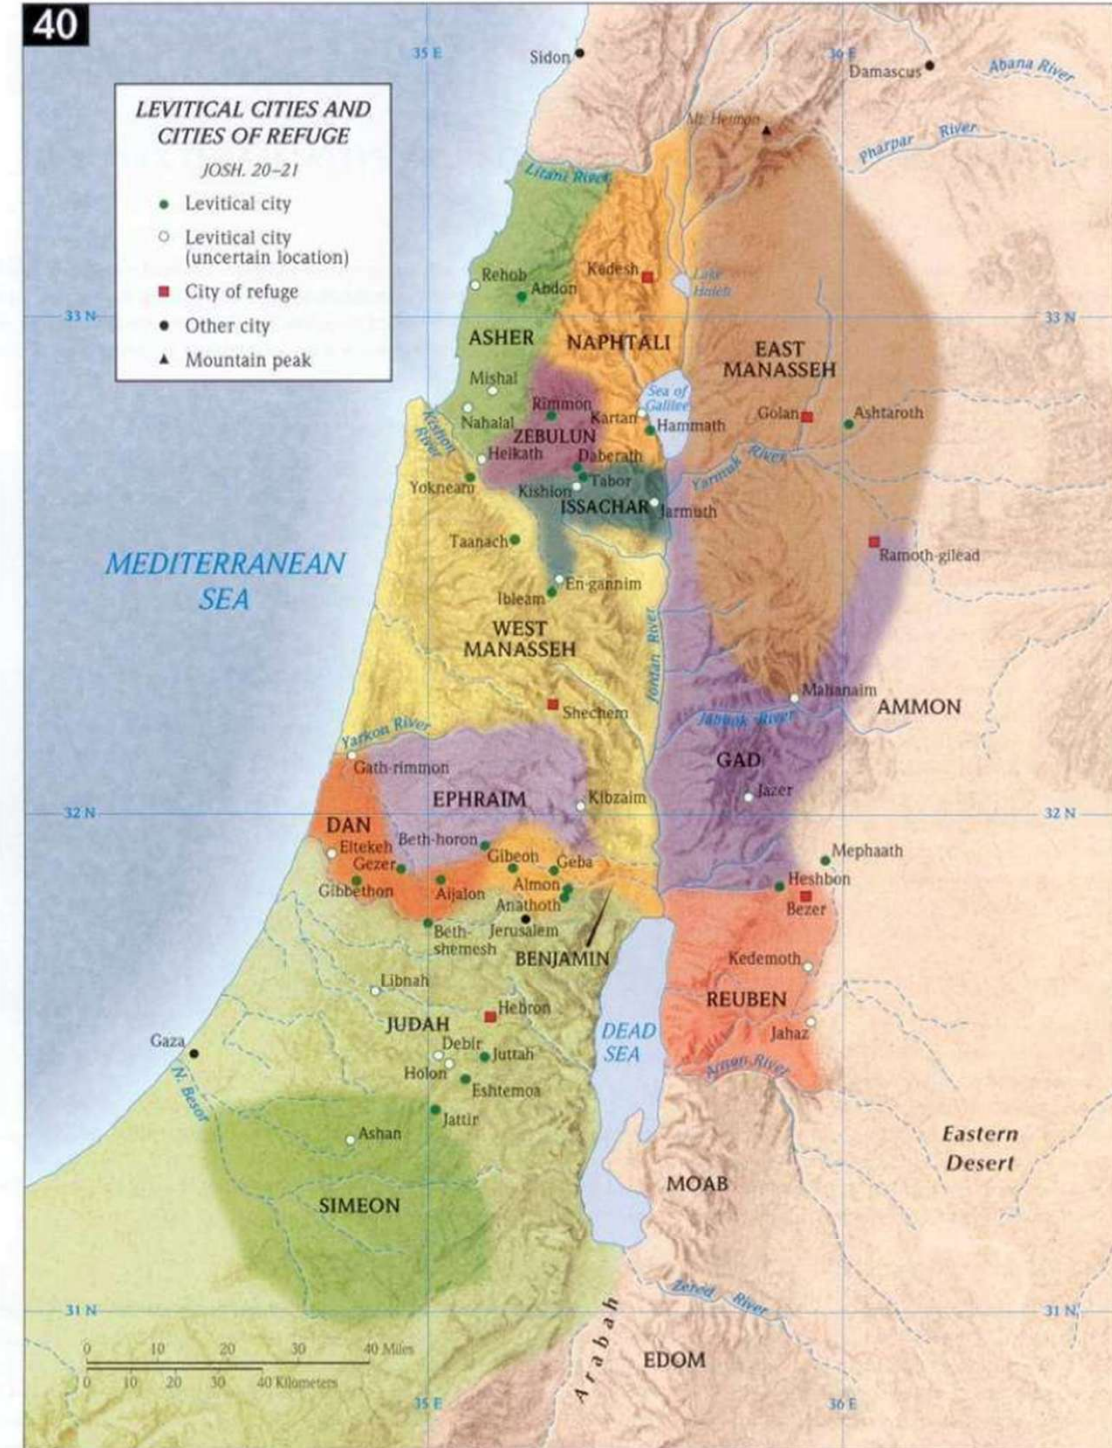 40
LEVITICAL CITIES AND
CITIES OF REFUGE
JOSH. 20–21
Levitical city
Levitical city
(uncertain location)
City of refuge
Other city
Mountain peak
35 E
36 E
Sidon
Damascus
Abana River
Mt. Hermon
Pharpar River
Litani River
Rehob
Abdon
Kedesh
Lake
Huleh
33 N
33 N
ASHER
NAPHTALI
EAST
MANASSEH
Mishal
Sea of
Galilee
Rimmon
Kartan
Golan
Ashtaroth
Nahalal
Hammath
Kishon
River
ZEBULUN
Helkath
Daberath
Yarmuk River
Yokneam
Kishion
Tabor
ISSACHAR
Jarmuth
Taanach
Ramoth-gilead
MEDITERRANEAN
SEA
En-gannim
Ibleam
WEST
MANASSEH
Jordan River
Mahanaim
AMMON
Shechem
Jabbok River
Yarkon River
GAD
Gath-rimmon
EPHRAIM
Kibzaim
Jazer
32 N
32 N
DAN
Beth-horon
Eltekeh
Gibeon
Geba
Mephaath
Gezer
Heshbon
Gibbethon
Aijalon
Almon
Anathoth
Bezer
Beth-
shemesh
Jerusalem
BENJAMIN
Kedemoth
Libnah
REUBEN
Hebron
JUDAH
DEAD
SEA
Jahaz
Gaza
Debir
Juttah
Holon
Arnon River
N. Besor
Eshtemoa
Jattir
Ashan
Eastern
Desert
MOAB
SIMEON
Zered River
31 N
31 N
Arabah
EDOM
0 10 20 30 40 Miles
0 10 20 30 40 Kilometers
35 E
36 E